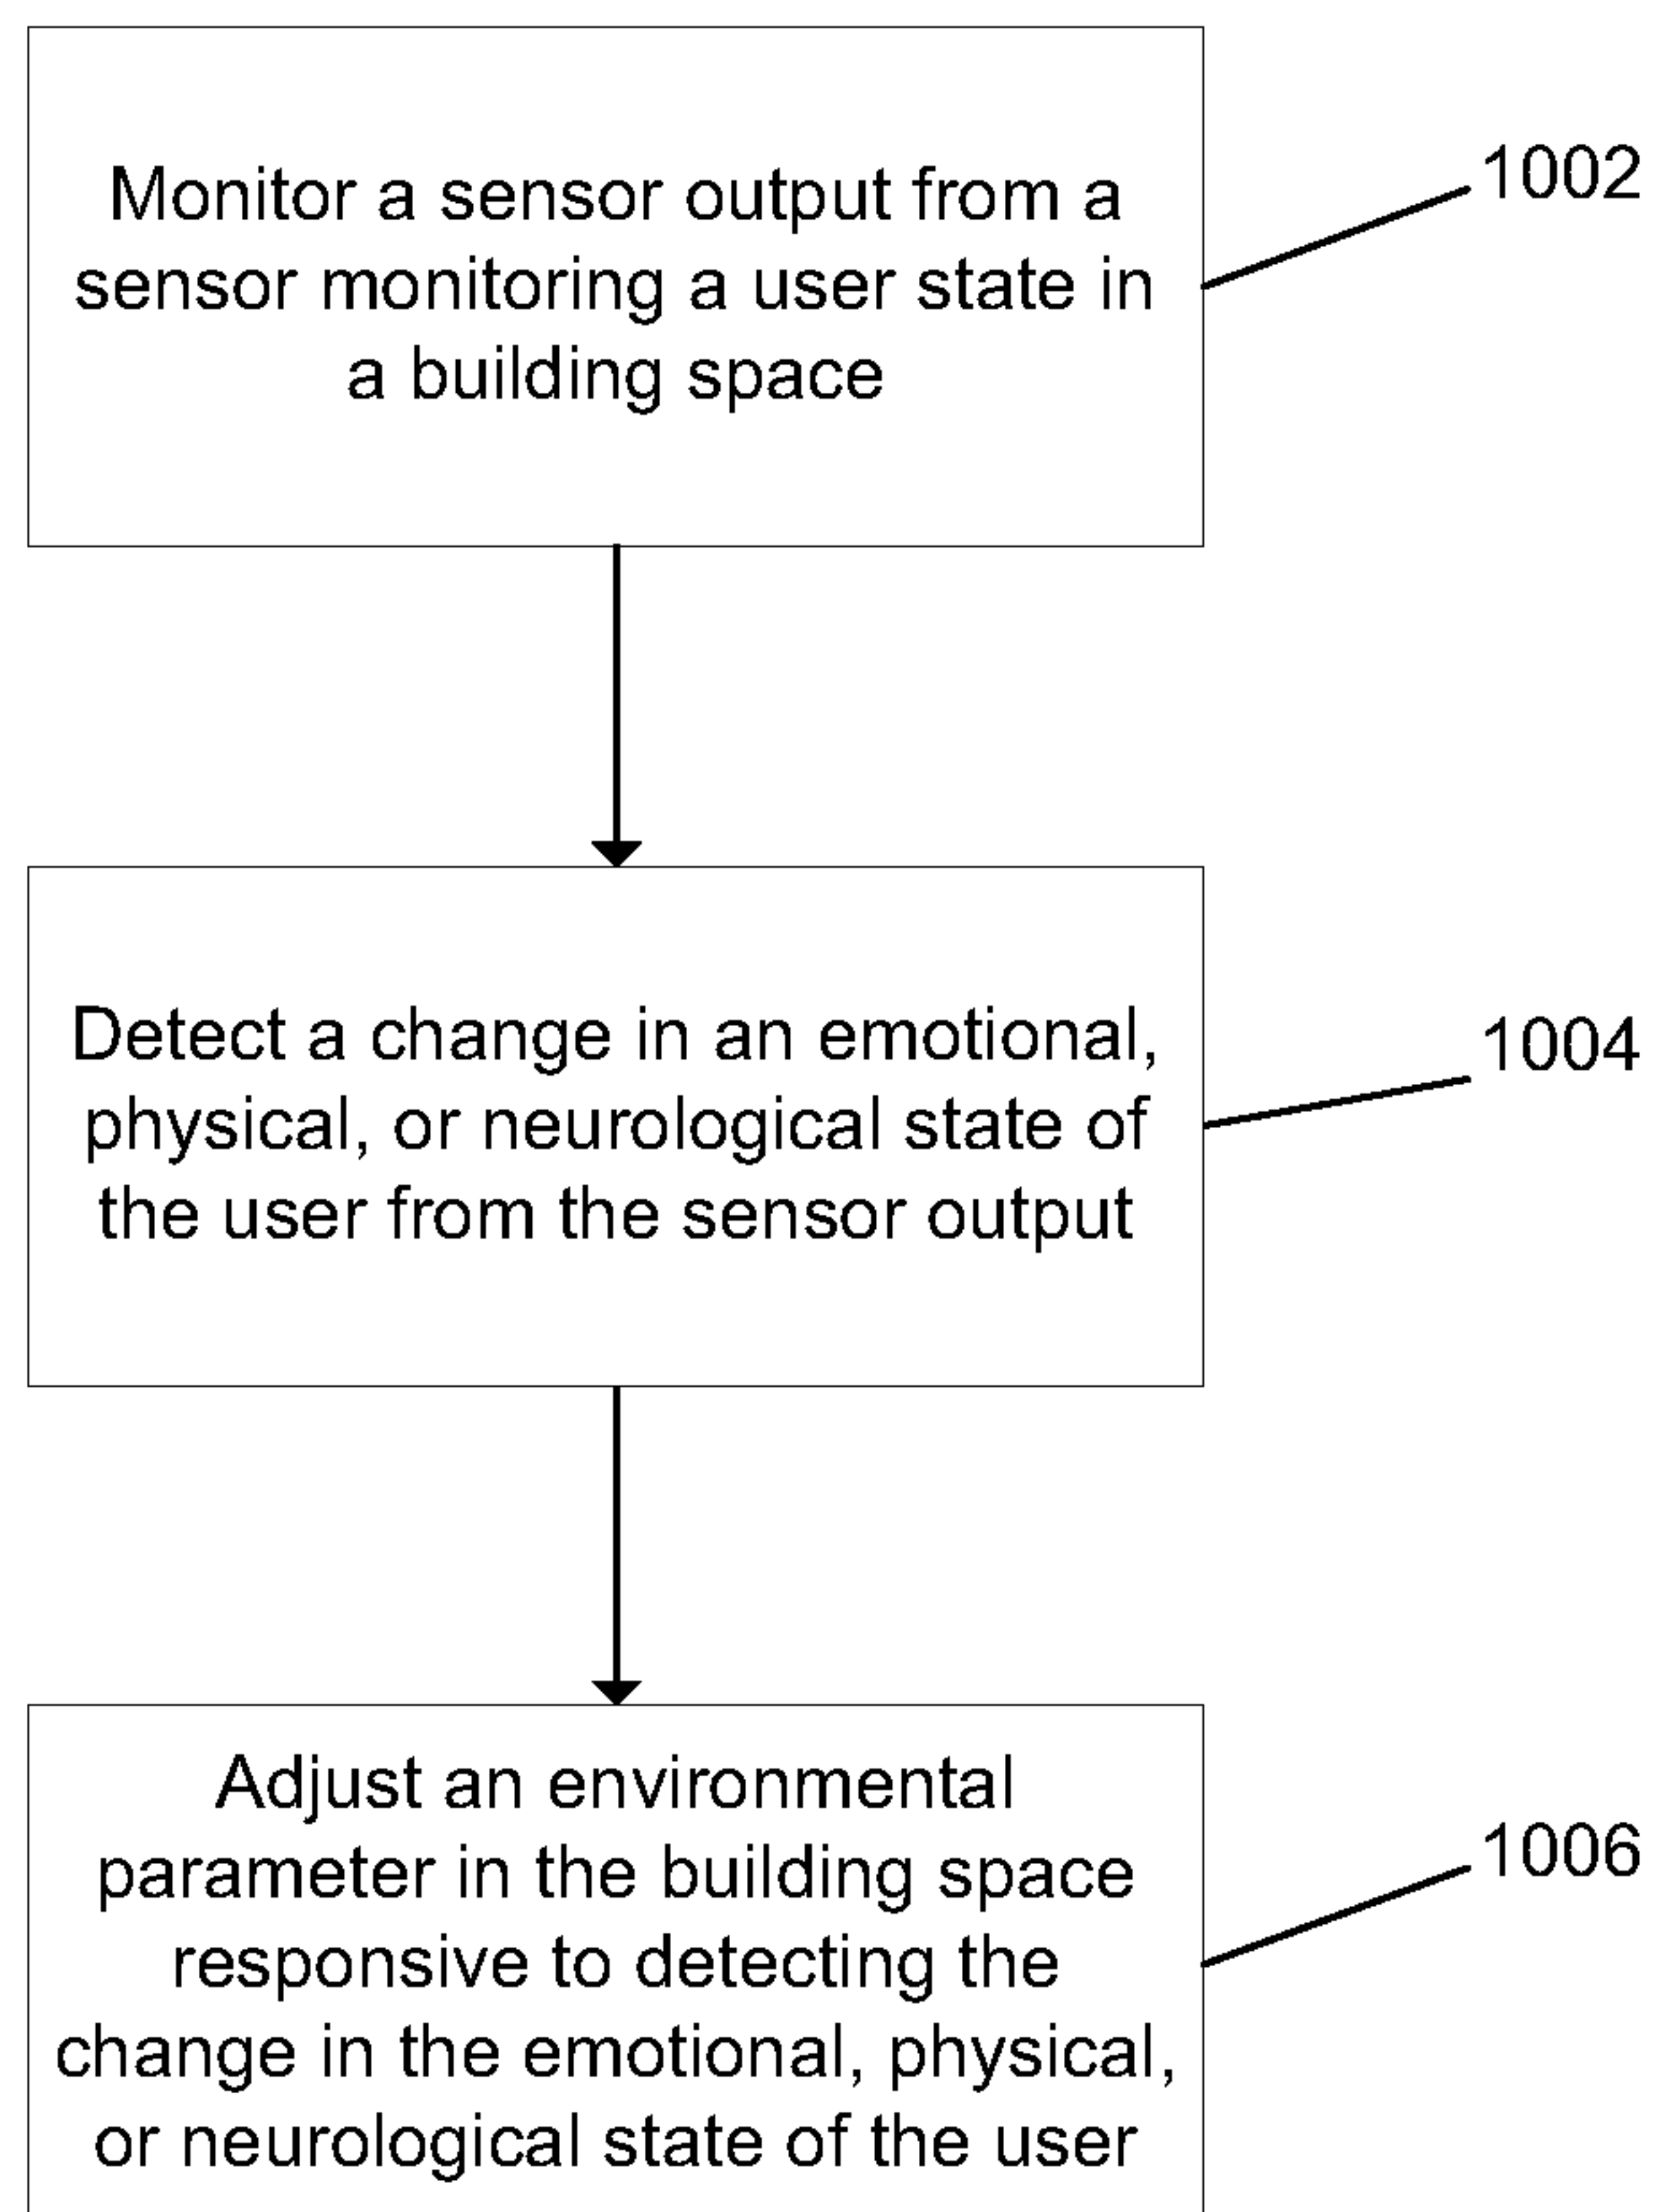 Monitor a sensor output from a
sensor monitoring a user state in
a building space
1002
Detect a change in an emotional,
physical, or neurological state of
the user from the sensor output
1004
Adjust an environmental
parameter in the building space
responsive to detecting the
change in the emotional, physical,
or neurological state of the user
1006